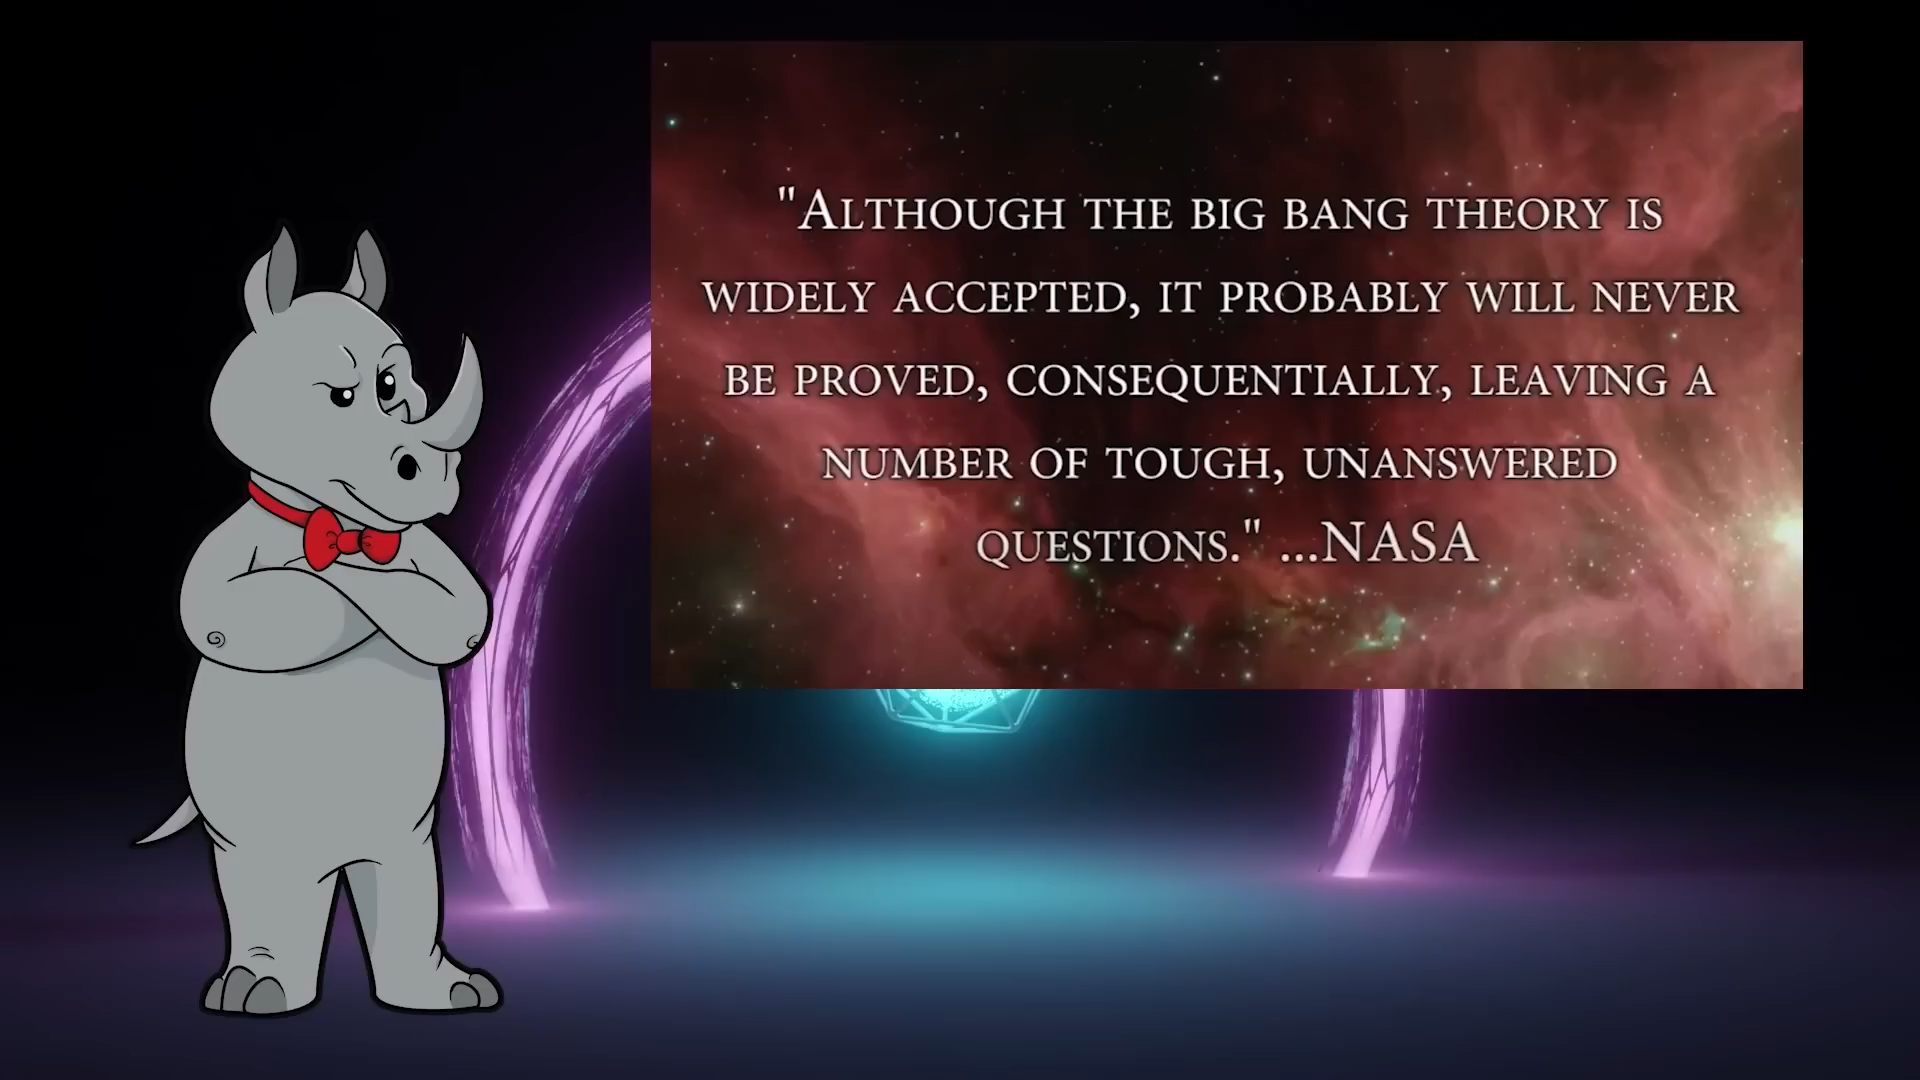 "Although the big bang theory is
widely accepted, it probably will never
be proved, consequentially, leaving a
number of tough, unanswered
questions." ...NASA